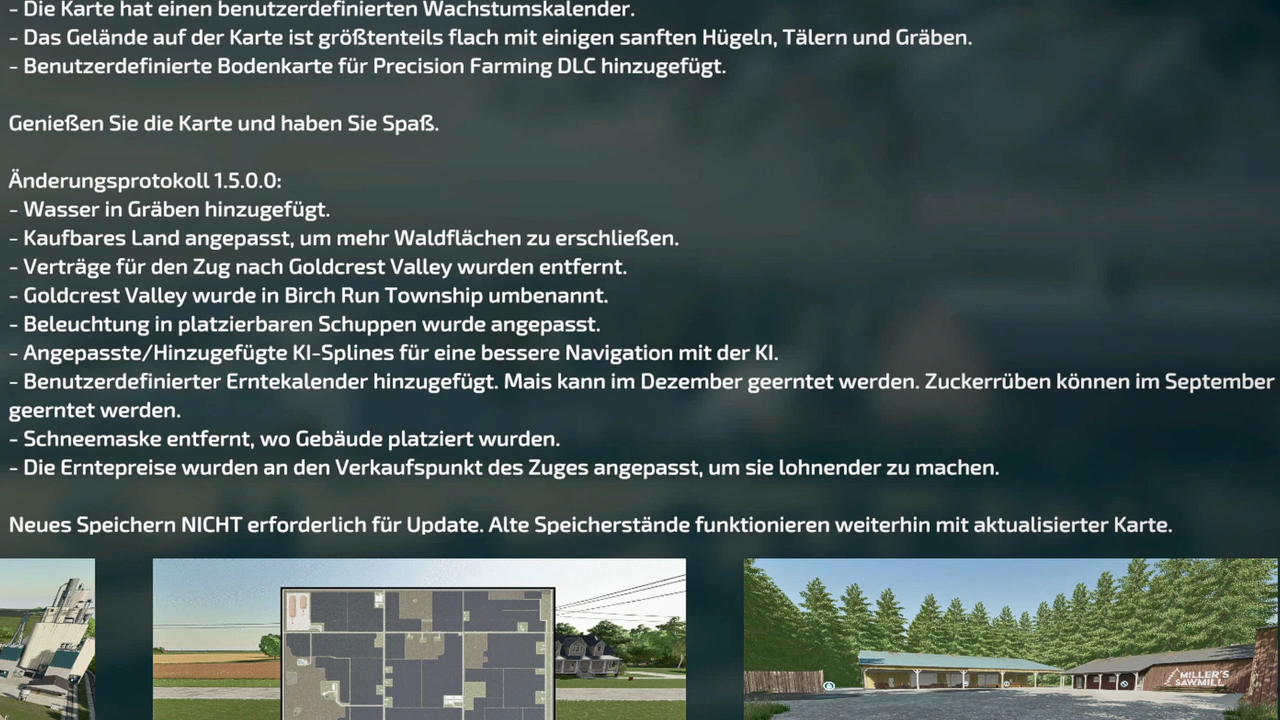 - Die Karte hat einen benutzerdefinierten Wachstumskalender.
- Das Gelände auf der Karte ist größtenteils flach mit einigen sanften Hügeln, Tälern und Gräben.
- Benutzerdefinierte Bodenkarte für Precision Farming DLC hinzugefügt.
Genießen Sie die Karte und haben Sie Spaß.
Änderungsprotokoll 1.5.0.0:
- Wasser in Gräben hinzugefügt.
- Kaufbares Land angepasst, um mehr Waldflächen zu erschließen.
- Verträge für den Zug nach Goldcrest Valley wurden entfernt.
- Goldcrest Valley wurde in Birch Run Township umbenannt.
- Beleuchtung in platzierbaren Schuppen wurde angepasst.
- Angepasste/Hinzugefügte KI-Splines für eine bessere Navigation mit der KI.
- Benutzerdefinierter Erntekalender hinzugefügt. Mais kann im Dezember geerntet werden. Zuckerrüben können im September
geerntet werden.
- Schneemaske entfernt, wo Gebäude platziert wurden.
- Die Erntepreise wurden an den Verkaufspunkt des Zuges angepasst, um sie lohnender zu machen.
Neues Speichern NICHT erforderlich für Update. Alte Speicherstände funktionieren weiterhin mit aktualisierter Karte.
MILLER'S
SAWMILL